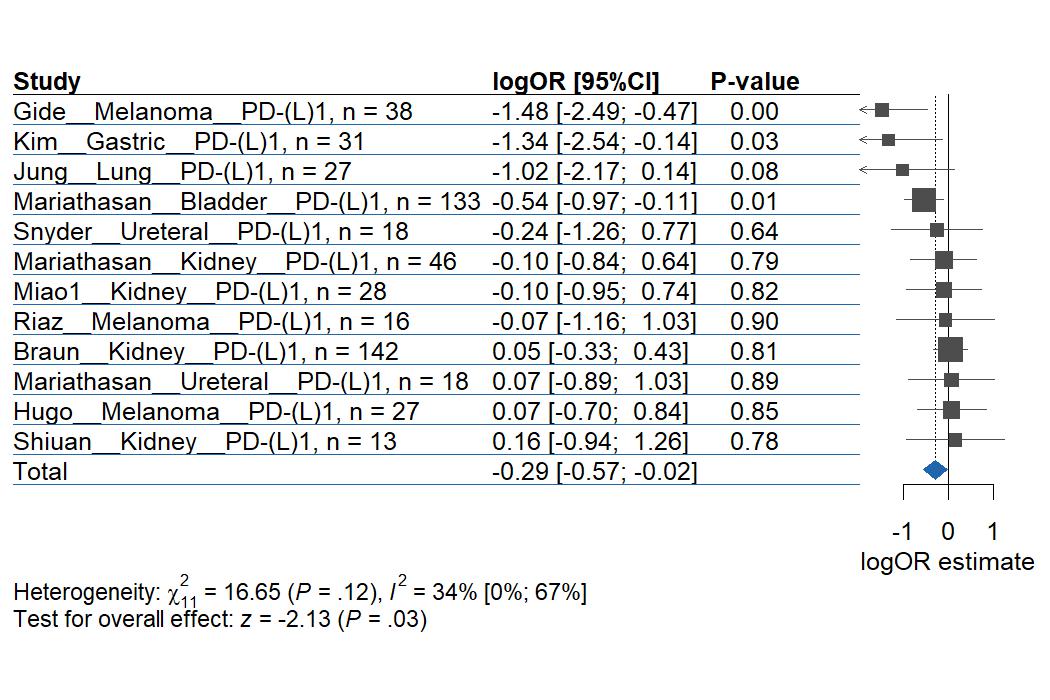 Study logOR [95%CI] P-value
Gide__Melanoma__PD-(L)1, n = 38 -1.48 [-2.49; -0.47] 0.00
Kim__Gastric__PD-(L)1, n = 31 -1.34 [-2.54; -0.14] 0.03
Jung__Lung__PD-(L)1, n = 27 -1.02 [-2.17; 0.14] 0.08
Mariathasan__Bladder__PD-(L)1, n = 133 -0.54 [-0.97; -0.11] 0.01
Snyder__Ureteral__PD-(L)1, n = 18 -0.24 [-1.26; 0.77] 0.64
Mariathasan__Kidney__PD-(L)1, n = 46 -0.10 [-0.84; 0.64] 0.79
Miao1__Kidney__PD-(L)1, n = 28 -0.10 [-0.95; 0.74] 0.82
Riaz__Melanoma__PD-(L)1, n = 16 -0.07 [-1.16; 1.03] 0.90
Braun__Kidney__PD-(L)1, n = 142 0.05 [-0.33; 0.43] 0.81
Mariathasan__Ureteral__PD-(L)1, n = 18 0.07 [-0.89; 1.03] 0.89
Hugo__Melanoma__PD-(L)1, n = 27 0.07 [-0.70; 0.84] 0.85
Shiuan__Kidney__PD-(L)1, n = 13 0.16 [-0.94; 1.26] 0.78
Total -0.29 [-0.57; -0.02]
-1 0 1
logOR estimate
Heterogeneity: χ²₁₁ = 16.65 (P = .12), I² = 34% [0%; 67%]
Test for overall effect: z = -2.13 (P = .03)